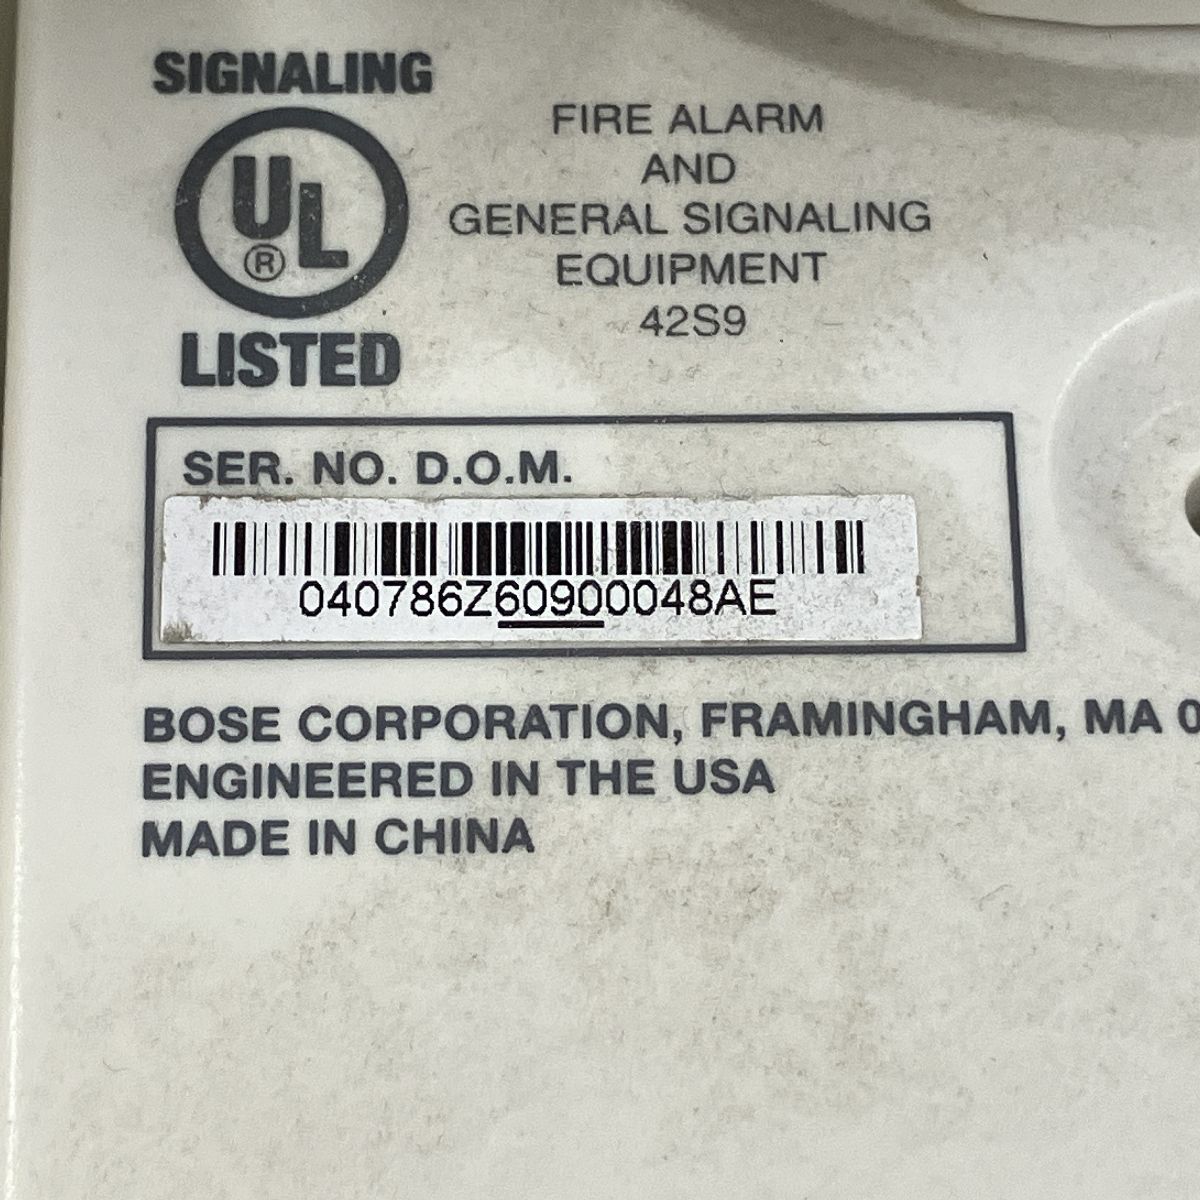 SIGNALING
UL
®
LISTED
FIRE ALARM
AND
GENERAL SIGNALING
EQUIPMENT
42S9
SER. NO. D.O.M.
040786Z60900048AE
BOSE CORPORATION, FRAMINGHAM, MA 0
ENGINEERED IN THE USA
MADE IN CHINA